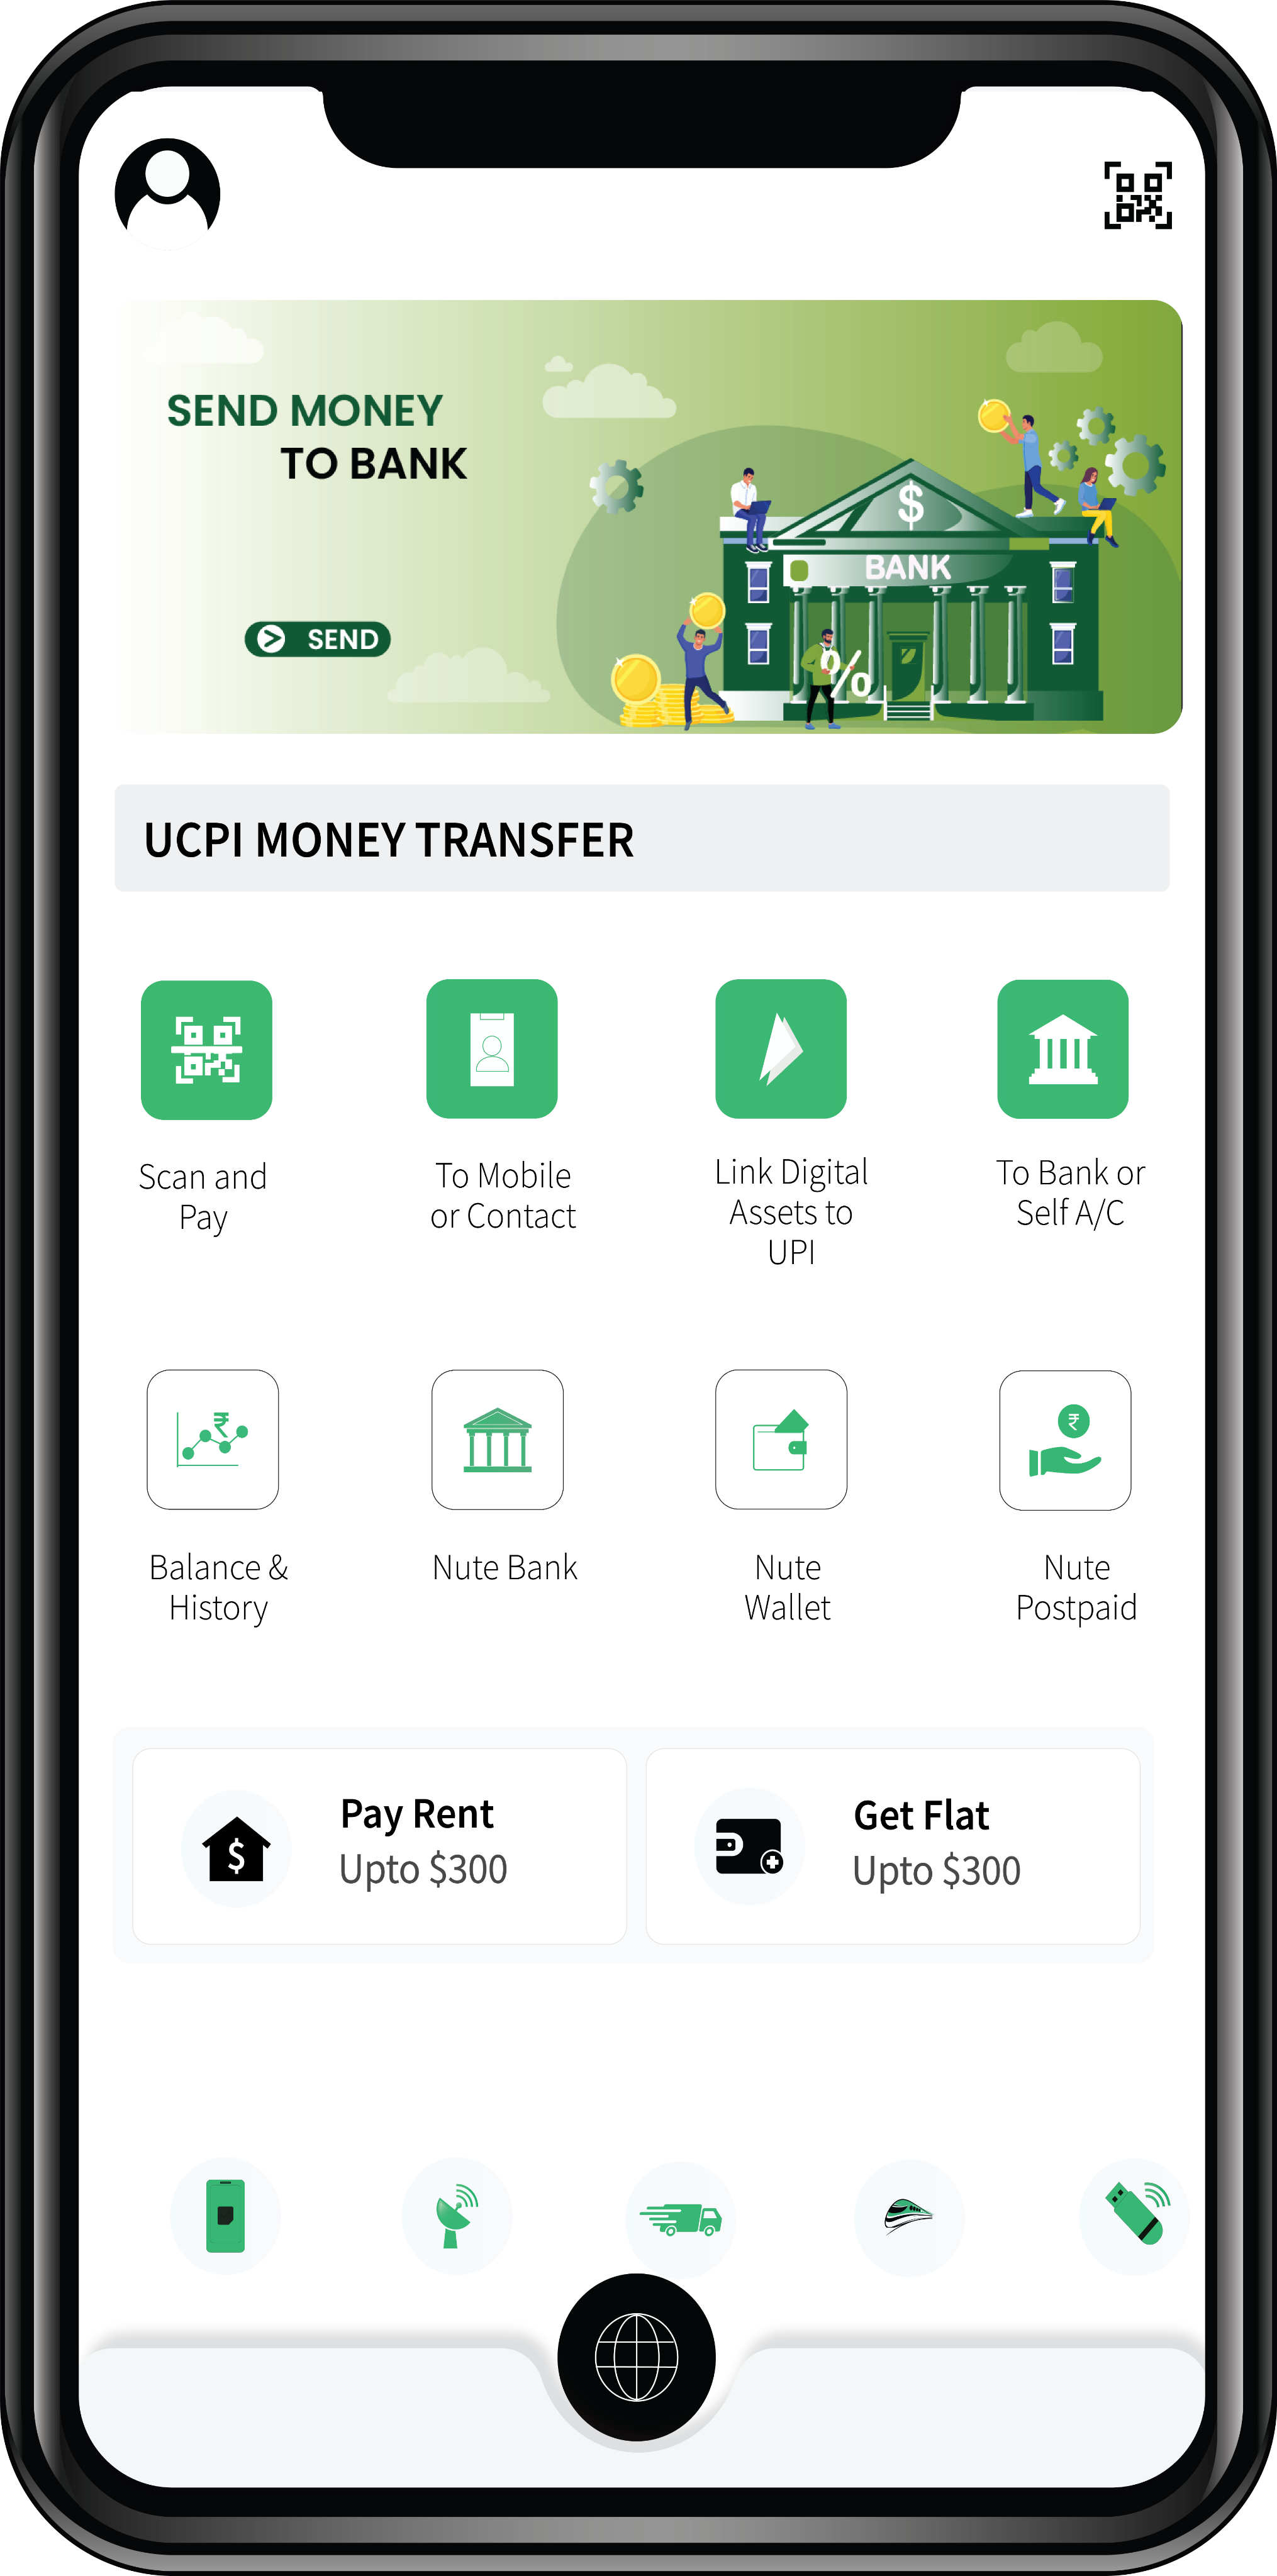 SEND MONEY
TO BANK
$
BANK
%
SEND
UCPI MONEY TRANSFER
Scan and
Pay
To Mobile
or Contact
Link Digital
Assets to
UPI
To Bank or
Self A/C
₹
₹
Balance &
History
Nute Bank
Nute
Wallet
Nute
Postpaid
$
Pay Rent
Upto $300
Get Flat
Upto $300